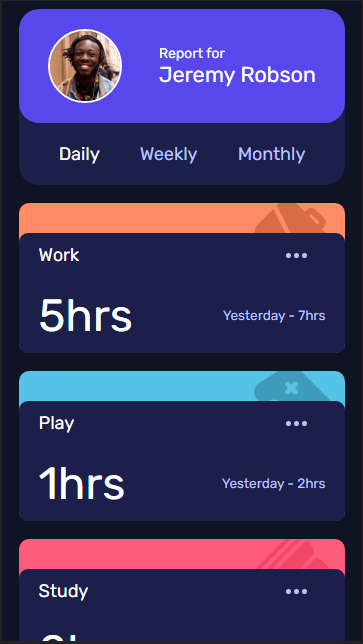 Report for
Jeremy Robson
Daily Weekly Monthly
Work
5hrs Yesterday - 7hrs
Play
1hrs Yesterday - 2hrs
Study